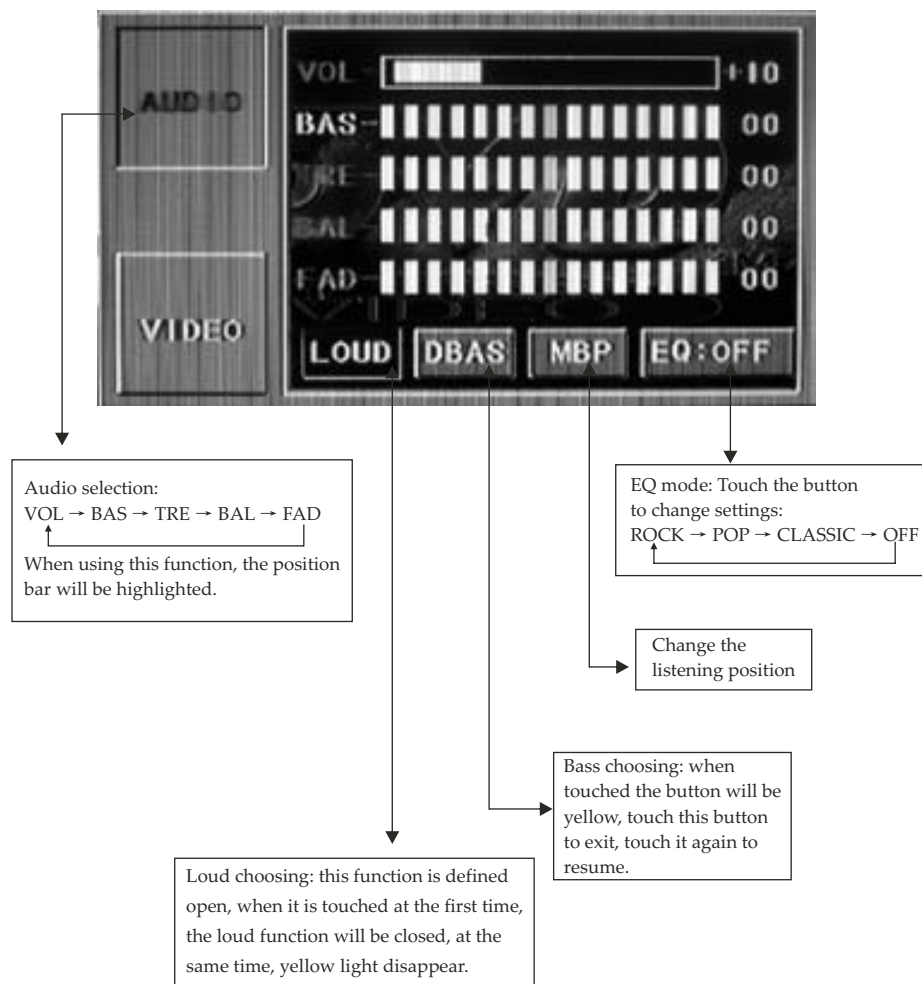 AUDIO
VOL +10
BAS 00
TRE 00
BAL 00
FAD 00
VIDEO
LOUD DBAS MBP EQ:OFF
Audio selection:
VOL → BAS → TRE → BAL → FAD
When using this function, the position
bar will be highlighted.
EQ mode: Touch the button
to change settings:
ROCK → POP → CLASSIC → OFF
Change the
listening position
Bass choosing: when
touched the button will be
yellow, touch this button
to exit, touch it again to
resume.
Loud choosing: this function is defined
open, when it is touched at the first time,
the loud function will be closed, at the
same time, yellow light disappear.